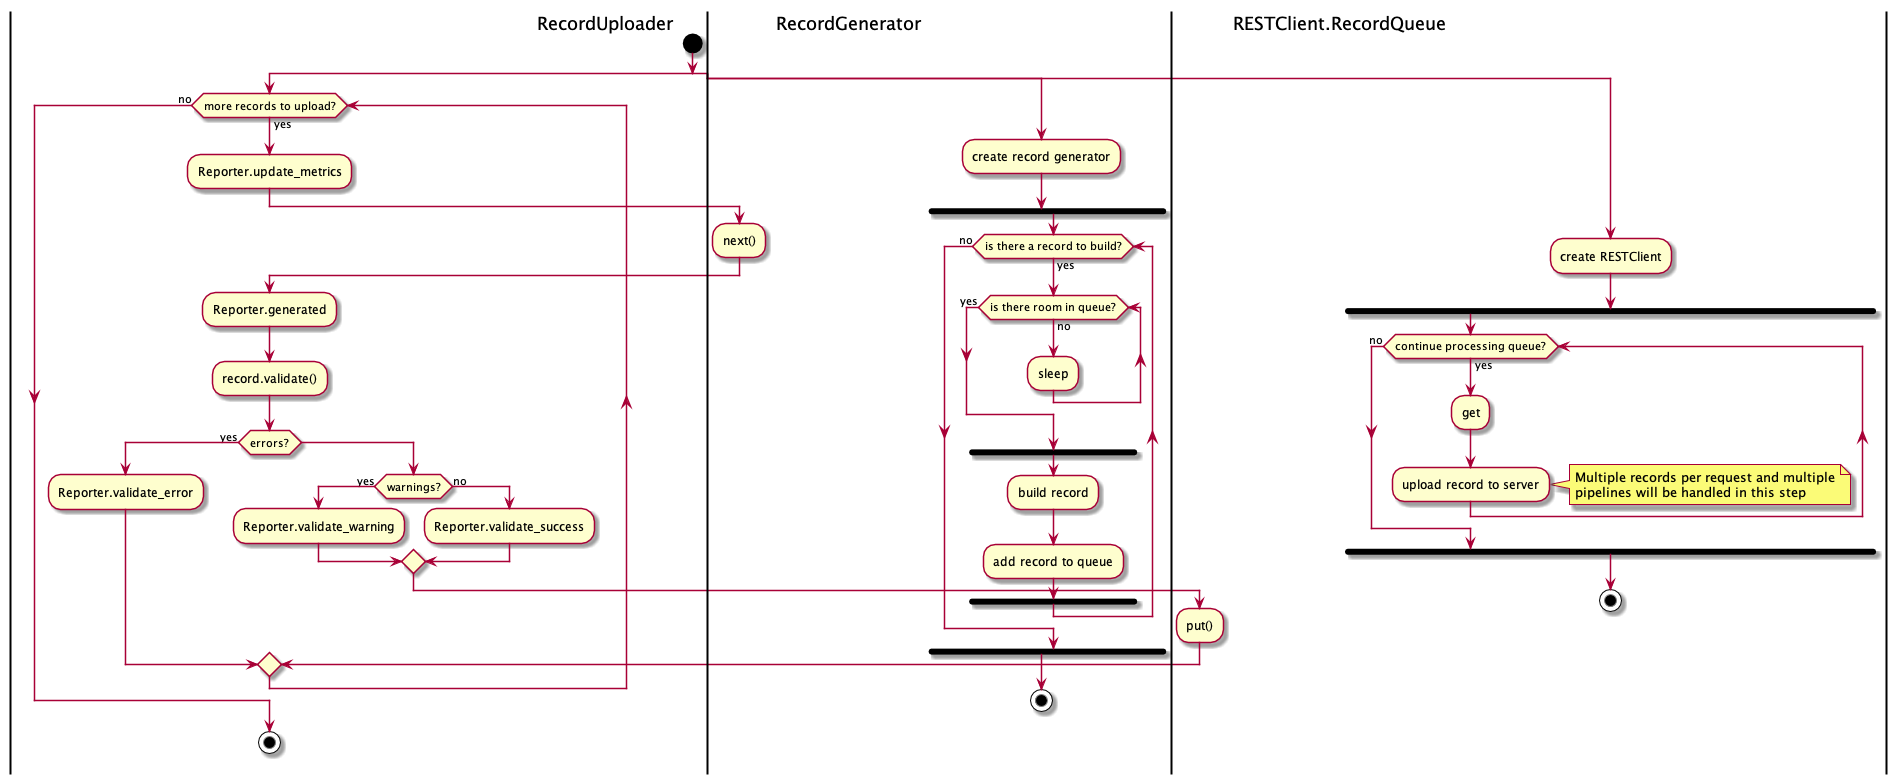 RecordUploader
RecordGenerator
RESTClient.RecordQueue
no
more records to upload?
yes
Reporter.update_metrics
next()
Reporter.generated
record.validate()
yes
errors?
Reporter.validate_error
yes
warnings?
no
Reporter.validate_warning
Reporter.validate_success
create record generator
no
is there a record to build?
yes
yes
is there room in queue?
no
sleep
build record
add record to queue
put()
create RESTClient
no
continue processing queue?
yes
get
upload record to server
Multiple records per request and multiple
pipelines will be handled in this step